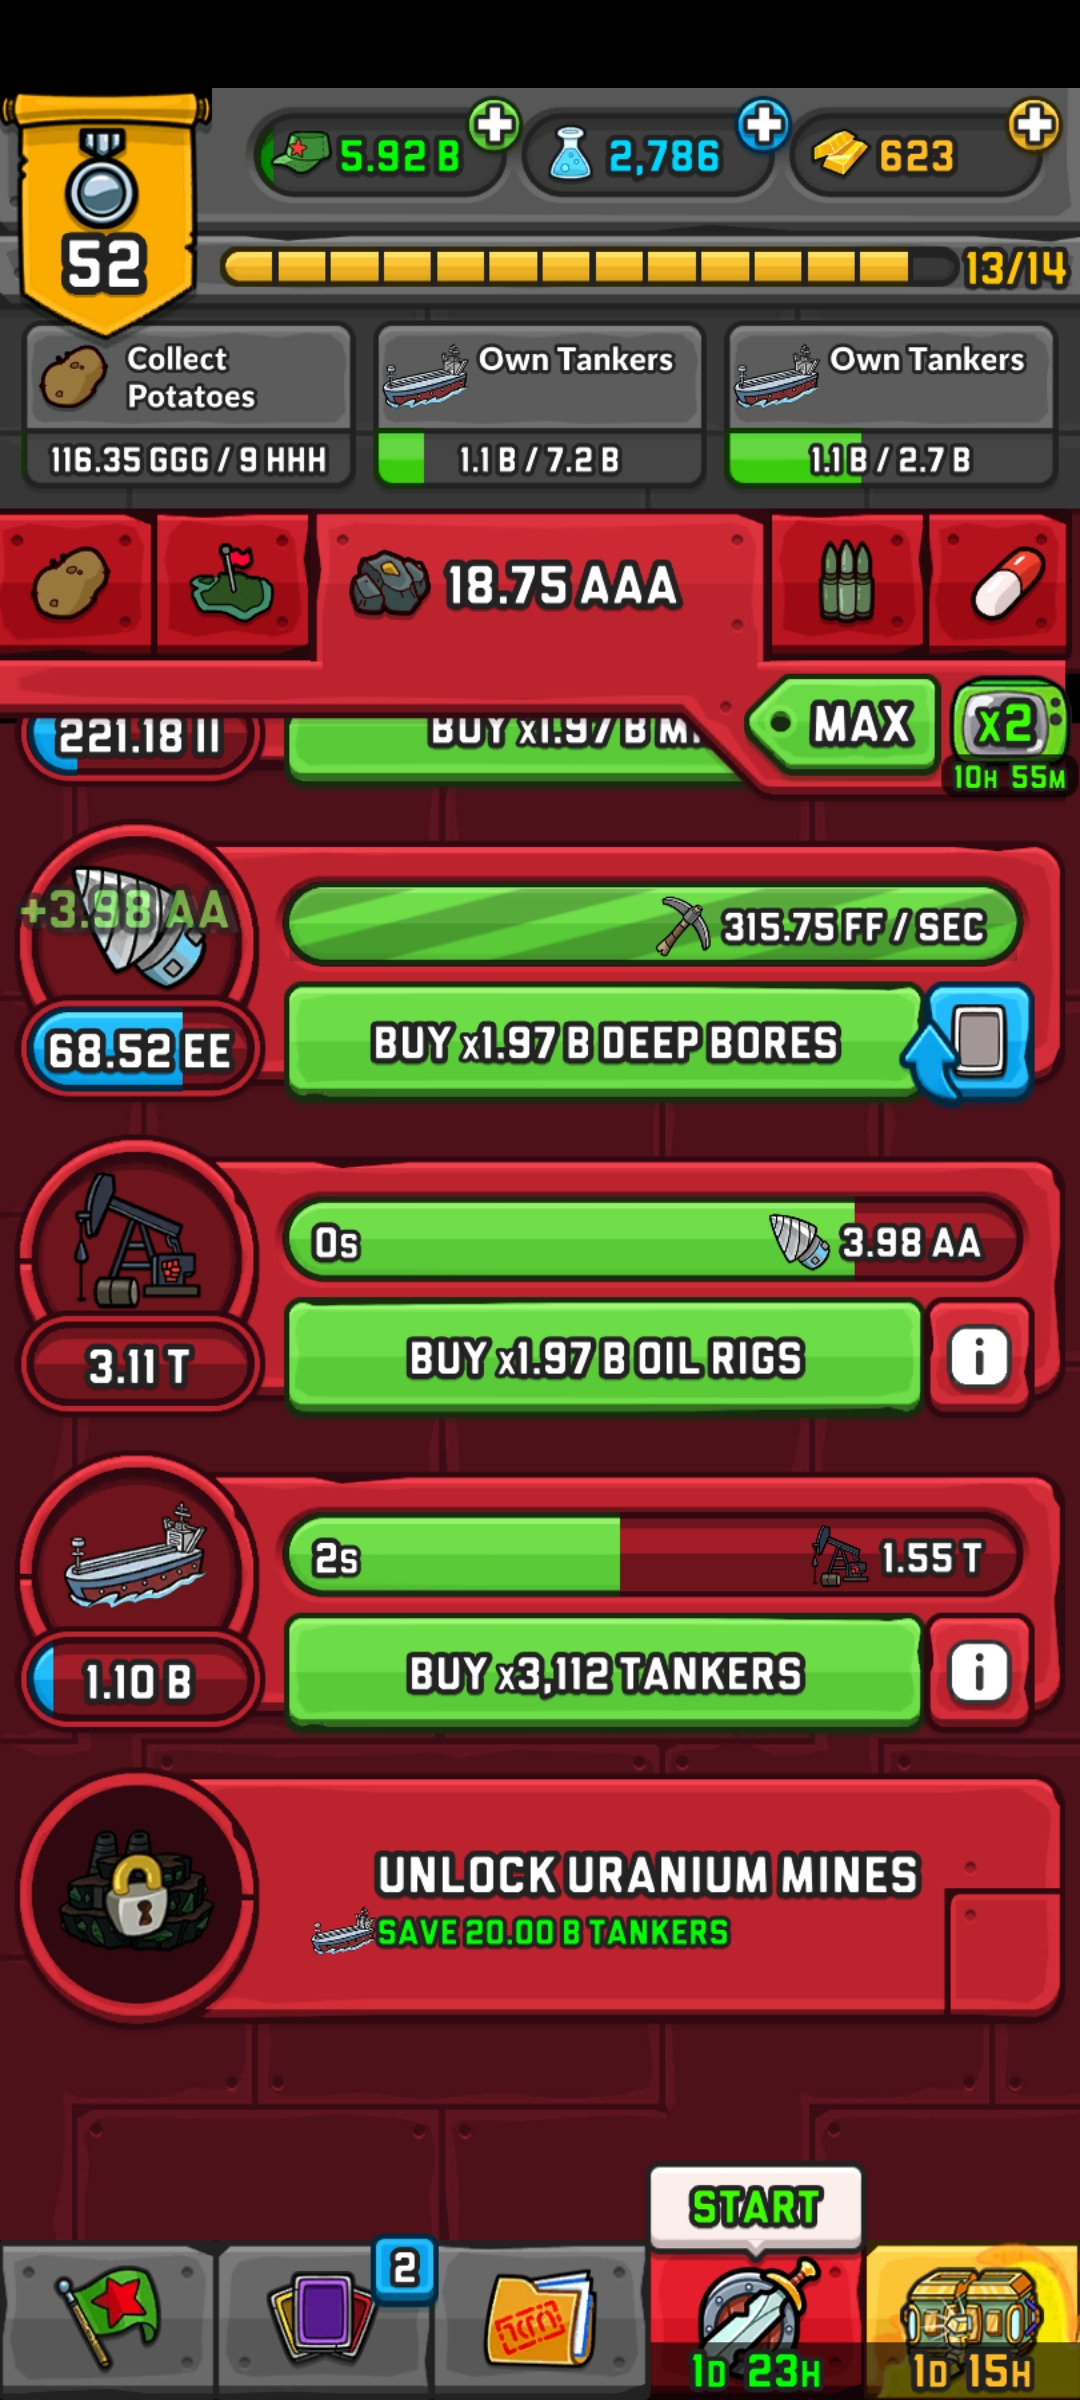 5.92 B
2,786
623
52
13/14
Collect
Potatoes
116.35 GGG / 9 HHH
Own Tankers
1.1 B / 7.2 B
Own Tankers
1.1 B / 2.7 B
18.75 AAA
MAX
x2
10H 55M
221.18 II
BUY x1.97 B
+3.98 AA
315.75 FF / SEC
68.52 EE
BUY x1.97 B DEEP BORES
0s
3.98 AA
3.11 T
BUY x1.97 B OIL RIGS
i
2s
1.55 T
1.10 B
BUY x3,112 TANKERS
i
UNLOCK URANIUM MINES
SAVE 20.00 B TANKERS
START
2
1D 23H
1D 15H